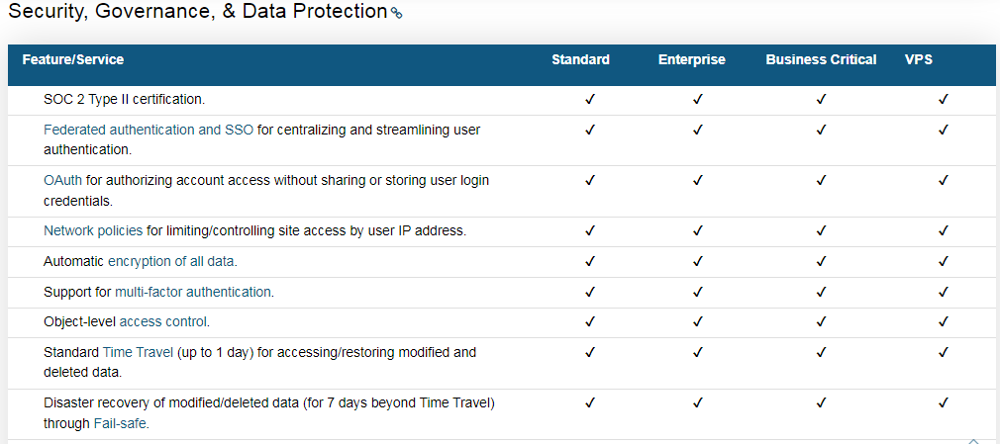 Security, Governance, & Data Protection
Feature/Service Standard Enterprise Business Critical VPS
SOC 2 Type II certification. ✓ ✓ ✓ ✓
Federated authentication and SSO for centralizing and streamlining user ✓ ✓ ✓ ✓
authentication.
OAuth for authorizing account access without sharing or storing user login ✓ ✓ ✓ ✓
credentials.
Network policies for limiting/controlling site access by user IP address. ✓ ✓ ✓ ✓
Automatic encryption of all data. ✓ ✓ ✓ ✓
Support for multi-factor authentication. ✓ ✓ ✓ ✓
Object-level access control. ✓ ✓ ✓ ✓
Standard Time Travel (up to 1 day) for accessing/restoring modified and ✓ ✓ ✓ ✓
deleted data.
Disaster recovery of modified/deleted data (for 7 days beyond Time Travel) ✓ ✓ ✓ ✓
through Fail-safe.